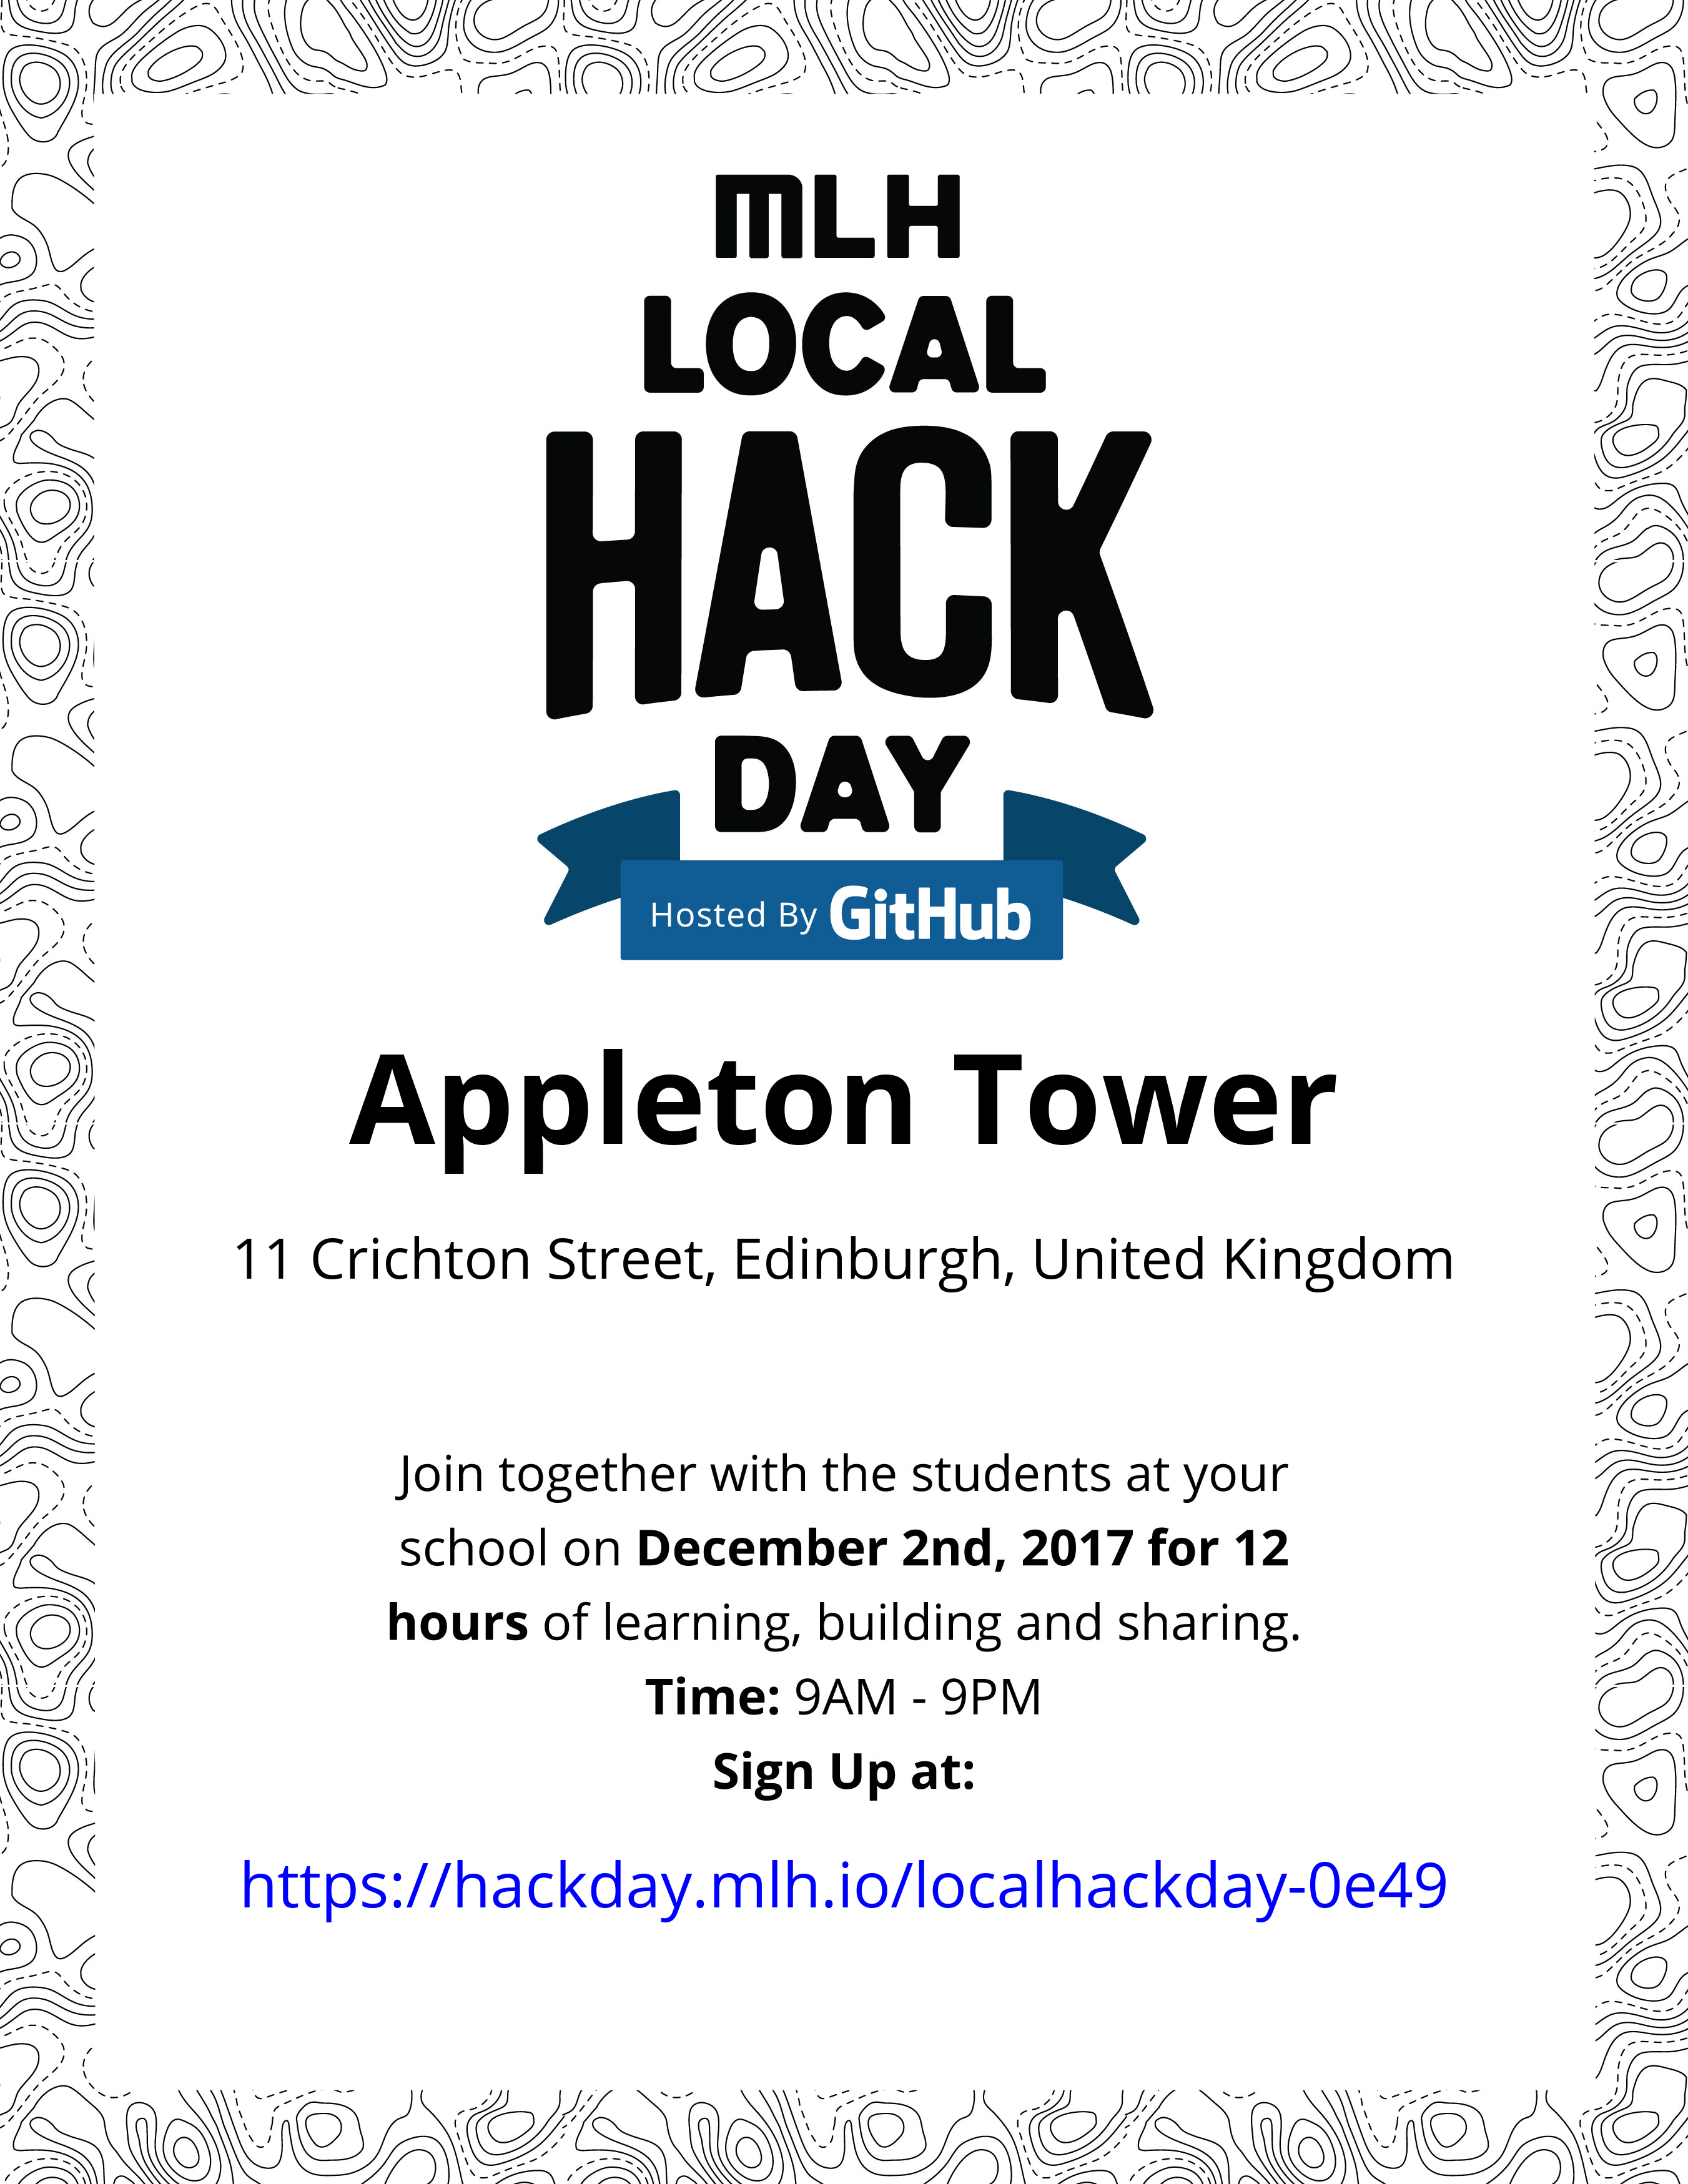 MLH
LOCAL
HACK
DAY
Hosted By GitHub
Appleton Tower
11 Crichton Street, Edinburgh, United Kingdom
Join together with the students at your
school on December 2nd, 2017 for 12
hours of learning, building and sharing.
Time: 9AM - 9PM
Sign Up at:
https://hackday.mlh.io/localhackday-0e49